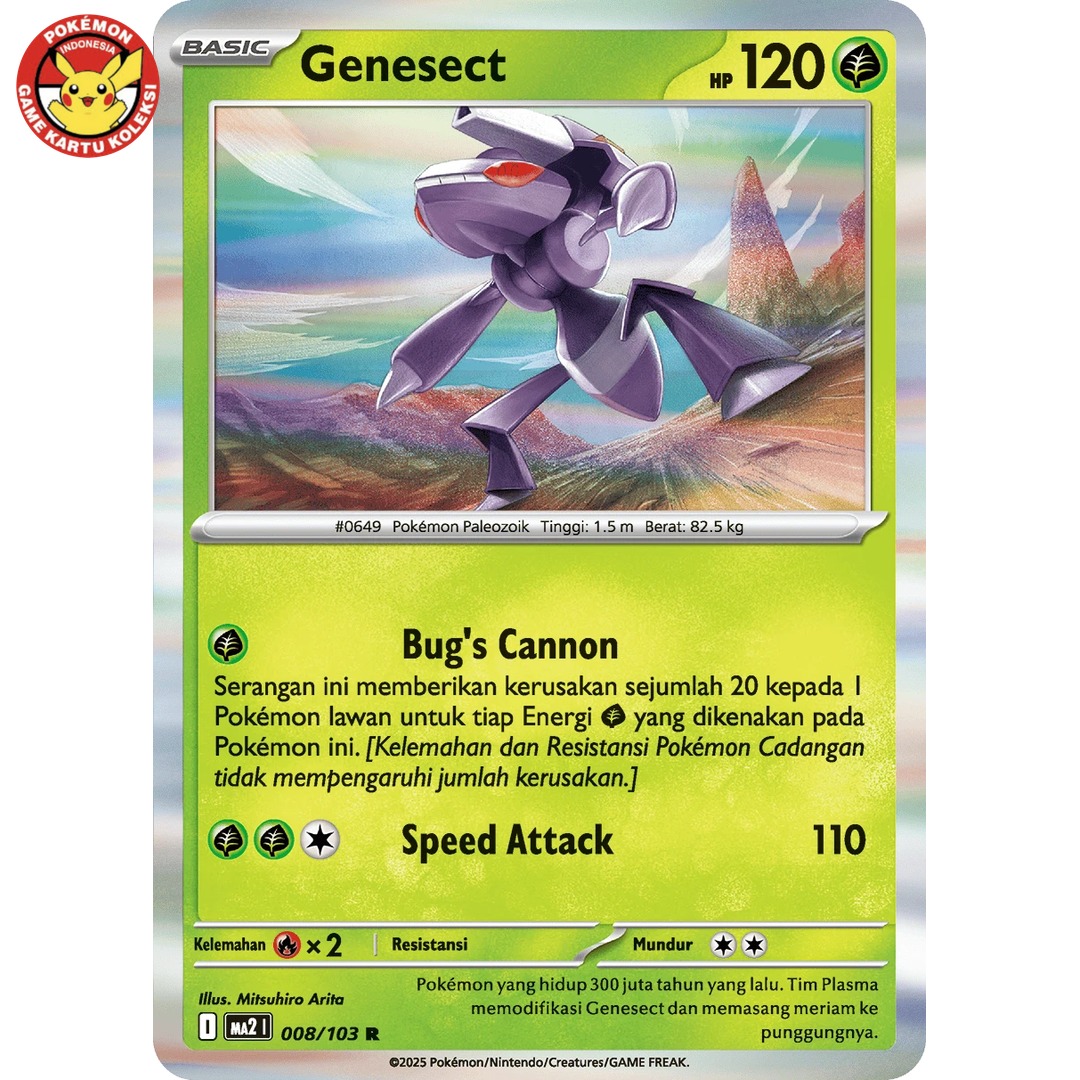 POKÉMON
INDONESIA
GAME KARTU KOLEKSI
BASIC
Genesect
HP 120
#0649 Pokémon Paleozoik Tinggi: 1.5 m Berat: 82.5 kg
Bug's Cannon
Serangan ini memberikan kerusakan sejumlah 20 kepada 1
Pokémon lawan untuk tiap Energi yang dikenakan pada
Pokémon ini. [Kelemahan dan Resistansi Pokémon Cadangan
tidak mempengaruhi jumlah kerusakan.]
Speed Attack 110
Kelemahan ×2 Resistansi Mundur
Illus. Mitsuhiro Arita
Pokémon yang hidup 300 juta tahun yang lalu. Tim Plasma
memodifikasi Genesect dan memasang meriam ke
punggungnya.
I MA2 I 008/103 R
©2025 Pokémon/Nintendo/Creatures/GAME FREAK.